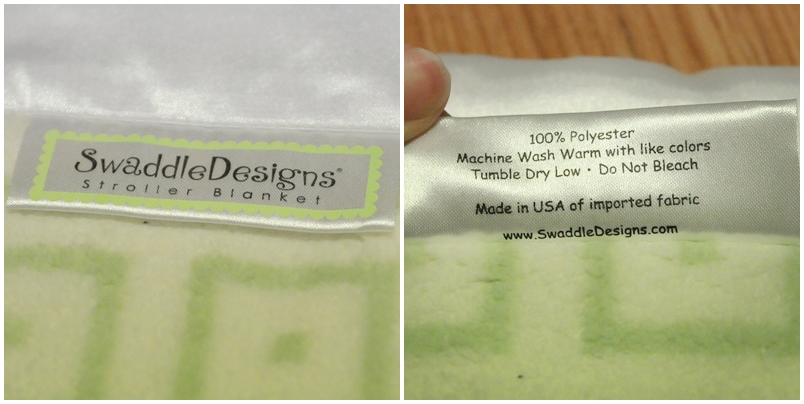 SwaddleDesigns®
Stroller Blanket
100% Polyester
Machine Wash Warm with like colors
Tumble Dry Low · Do Not Bleach
Made in USA of imported fabric
www.SwaddleDesigns.com